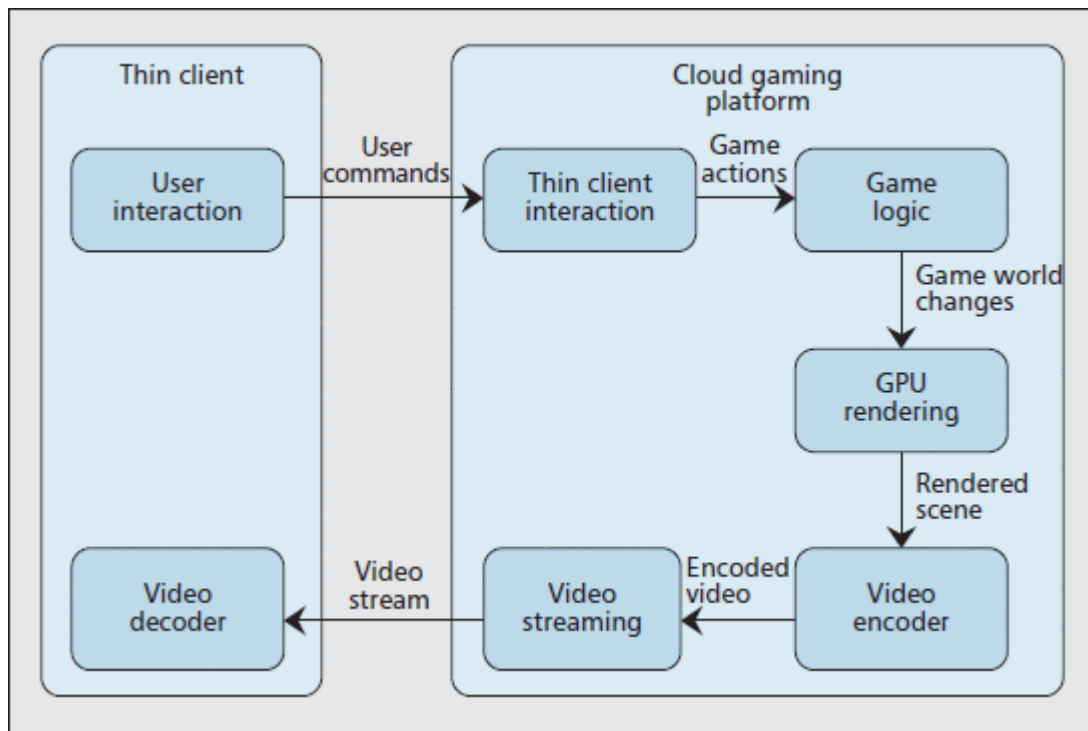 Thin client
Cloud gaming
platform
User
commands
Game
actions
User
interaction
Thin client
interaction
Game
logic
Game world
changes
GPU
rendering
Rendered
scene
Video
decoder
Video
stream
Video
streaming
Encoded
video
Video
encoder